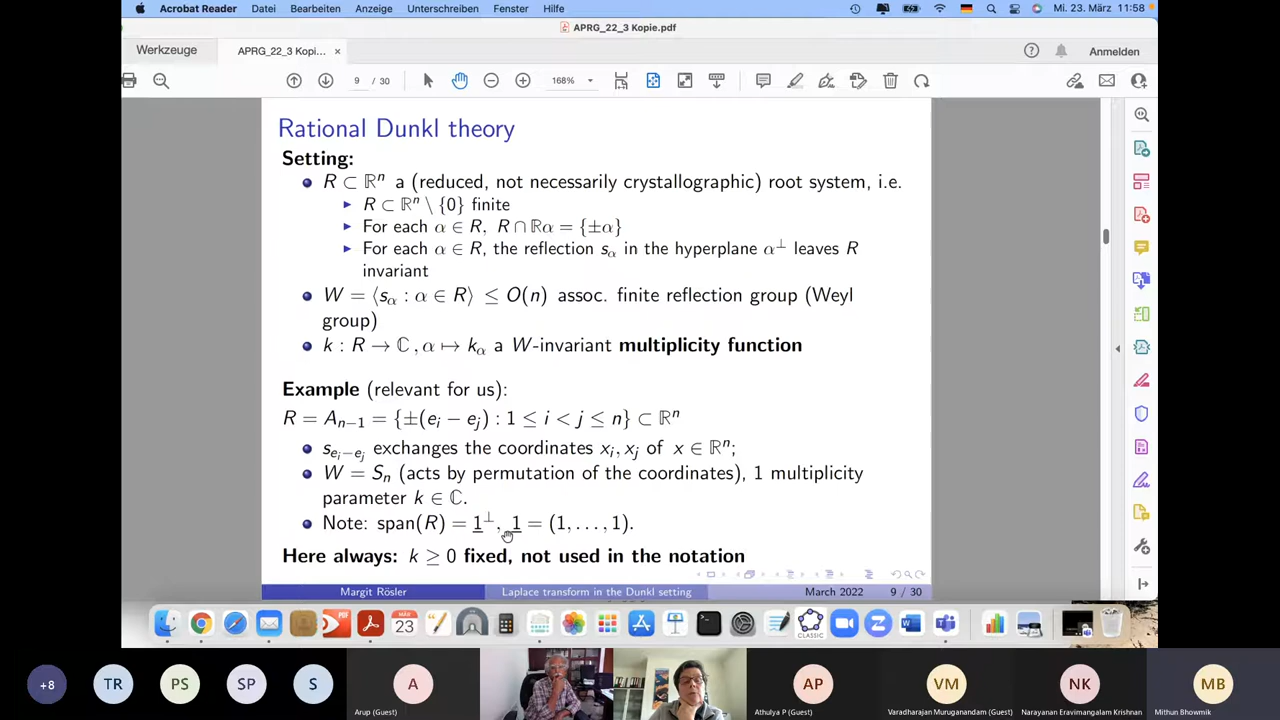 Acrobat Reader Datei Bearbeiten Anzeige Unterschreiben Fenster Hilfe Mi. 23. März 11:58
APRG_22_3 Kopie.pdf
Werkzeuge APRG_22_3 Kopi... × Anmelden
9 / 30 168%
Rational Dunkl theory
Setting:
R ⊂ ℝⁿ a (reduced, not necessarily crystallographic) root system, i.e.
R ⊂ ℝⁿ \ {0} finite
For each α ∈ R, R ∩ ℝα = {±α}
For each α ∈ R, the reflection s_α in the hyperplane α^⊥ leaves R
invariant
W = ⟨s_α : α ∈ R⟩ ≤ O(n) assoc. finite reflection group (Weyl
group)
k : R → ℂ , α ↦ k_α a W-invariant multiplicity function
Example (relevant for us):
R = A_{n−1} = {±(e_i − e_j) : 1 ≤ i < j ≤ n} ⊂ ℝⁿ
s_{e_i−e_j} exchanges the coordinates x_i, x_j of x ∈ ℝⁿ;
W = S_n (acts by permutation of the coordinates), 1 multiplicity
parameter k ∈ ℂ.
Note: span(R) = 1^⊥, 1 = (1, . . . , 1).
Here always: k ≥ 0 fixed, not used in the notation
Margit Rösler Laplace transform in the Dunkl setting March 2022 9 / 30
MÄR
23
CLASSIC
+8 TR PS SP S A AP VM NK MB
Arup (Guest) Athulya P (Guest) Varadharajan Muruganandam (Guest) Narayanan Eravimangalam Krishnan Mithun Bhowmik